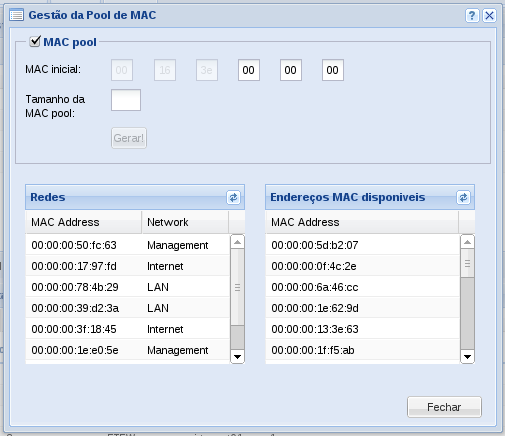 Gestão da Pool de MAC
MAC pool
MAC inicial: 00 16 3e 00 00 00
Tamanho da
MAC pool:
Gerar!
Redes
MAC Address Network
00:00:00:50:fc:63 Management
00:00:00:17:97:fd Internet
00:00:00:78:4b:29 LAN
00:00:00:39:d2:3a LAN
00:00:00:3f:18:45 Internet
00:00:00:1e:e0:5e Management
Endereços MAC disponiveis
MAC Address
00:00:00:5d:b2:07
00:00:00:0f:4c:2e
00:00:00:6a:46:cc
00:00:00:1e:62:9d
00:00:00:13:3e:63
00:00:00:1f:f5:ab
Fechar